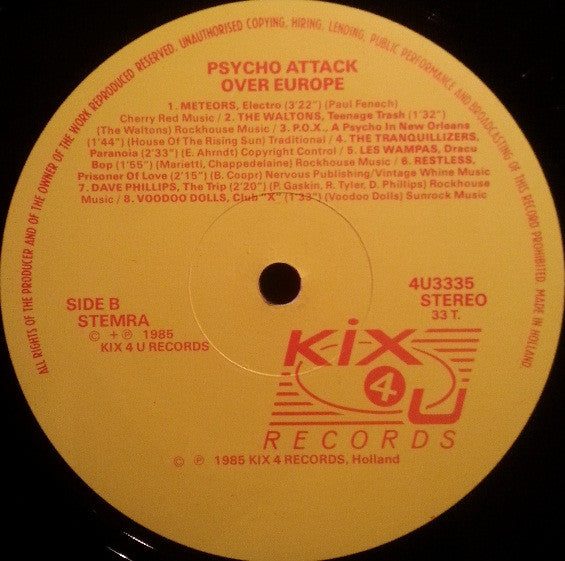 ALL RIGHTS OF THE PRODUCER AND OF THE OWNER OF THE WORK REPRODUCED RESERVED. UNAUTHORISED COPYING, HIRING, LENDING, PUBLIC PERFORMANCE AND BROADCASTING OF THIS RECORD PROHIBITED. MADE IN HOLLAND.
PSYCHO ATTACK
OVER EUROPE
1. METEORS, Electro (3'22") (Paul Fenach)
Cherry Red Music / 2. THE WALTONS, Teenage Trash (1'32")
(The Waltons) Rockhouse Music / 3. P.O.X., A Psycho In New Orleans
(1'44") (House Of The Rising Sun) Traditional / 4. THE TRANQUILLIZERS,
Paranoia (2'33") (E. Ahrndt) Copyright Control / 5. LES WAMPAS, Dracu
Bop (1'55") (Marietti, Chappedelaine) Rockhouse Music / 6. RESTLESS,
Prisoner Of Love (2'15") (B. Coopr) Nervous Publishing/Vintage Whine Music
7. DAVE PHILLIPS, The Trip (2'20") (P. Gaskin, R. Tyler, D. Phillips) Rockhouse
Music / 8. VOODOO DOLLS, Club "X" (1'33") (Voodoo Dolls) Sunrock Music
SIDE B
STEMRA
© + ℗ 1985
KIX 4 U RECORDS
4U3335
STEREO
33 T.
KiX
4
U
RECORDS
© ℗ 1985 KIX 4 RECORDS, Holland